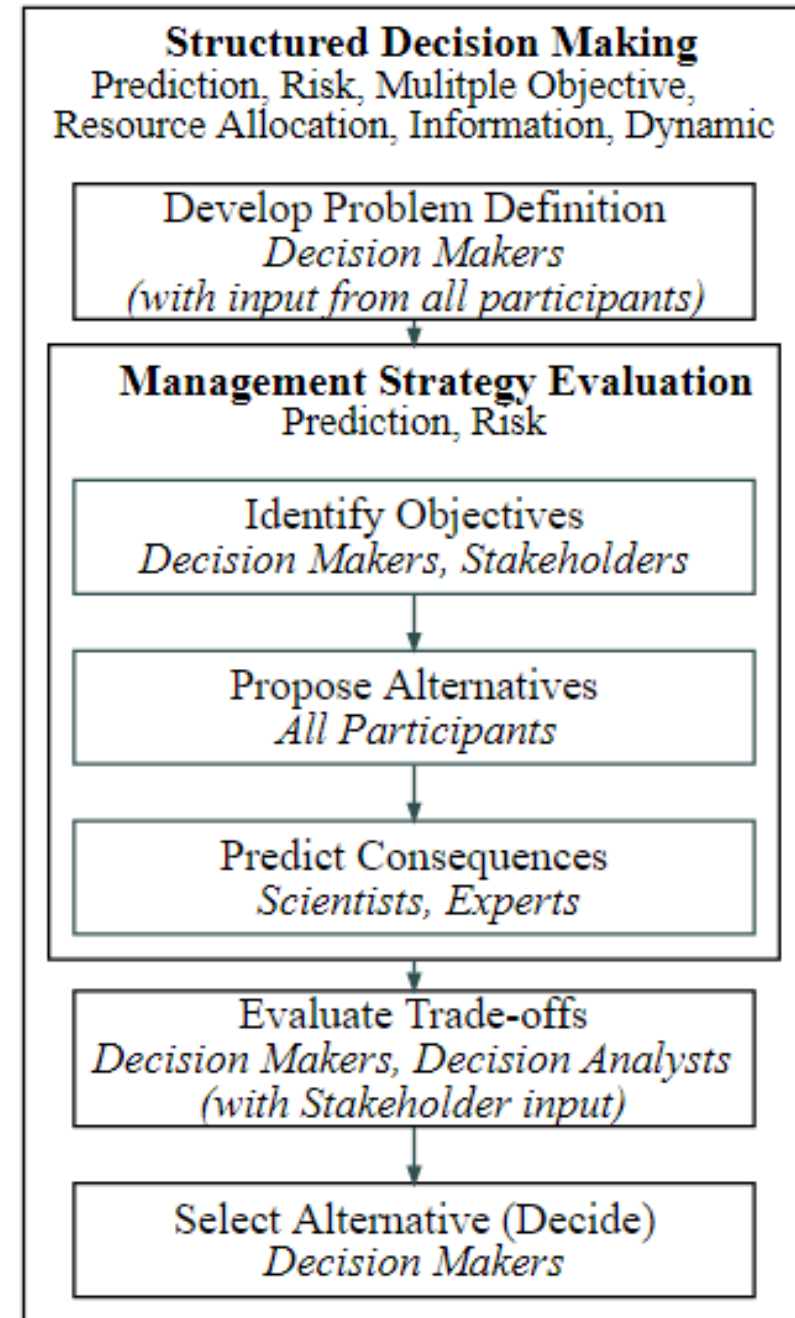 Structured Decision Making
Prediction, Risk, Mulitple Objective,
Resource Allocation, Information, Dynamic
Develop Problem Definition
Decision Makers
(with input from all participants)
Management Strategy Evaluation
Prediction, Risk
Identify Objectives
Decision Makers, Stakeholders
Propose Alternatives
All Participants
Predict Consequences
Scientists, Experts
Evaluate Trade-offs
Decision Makers, Decision Analysts
(with Stakeholder input)
Select Alternative (Decide)
Decision Makers